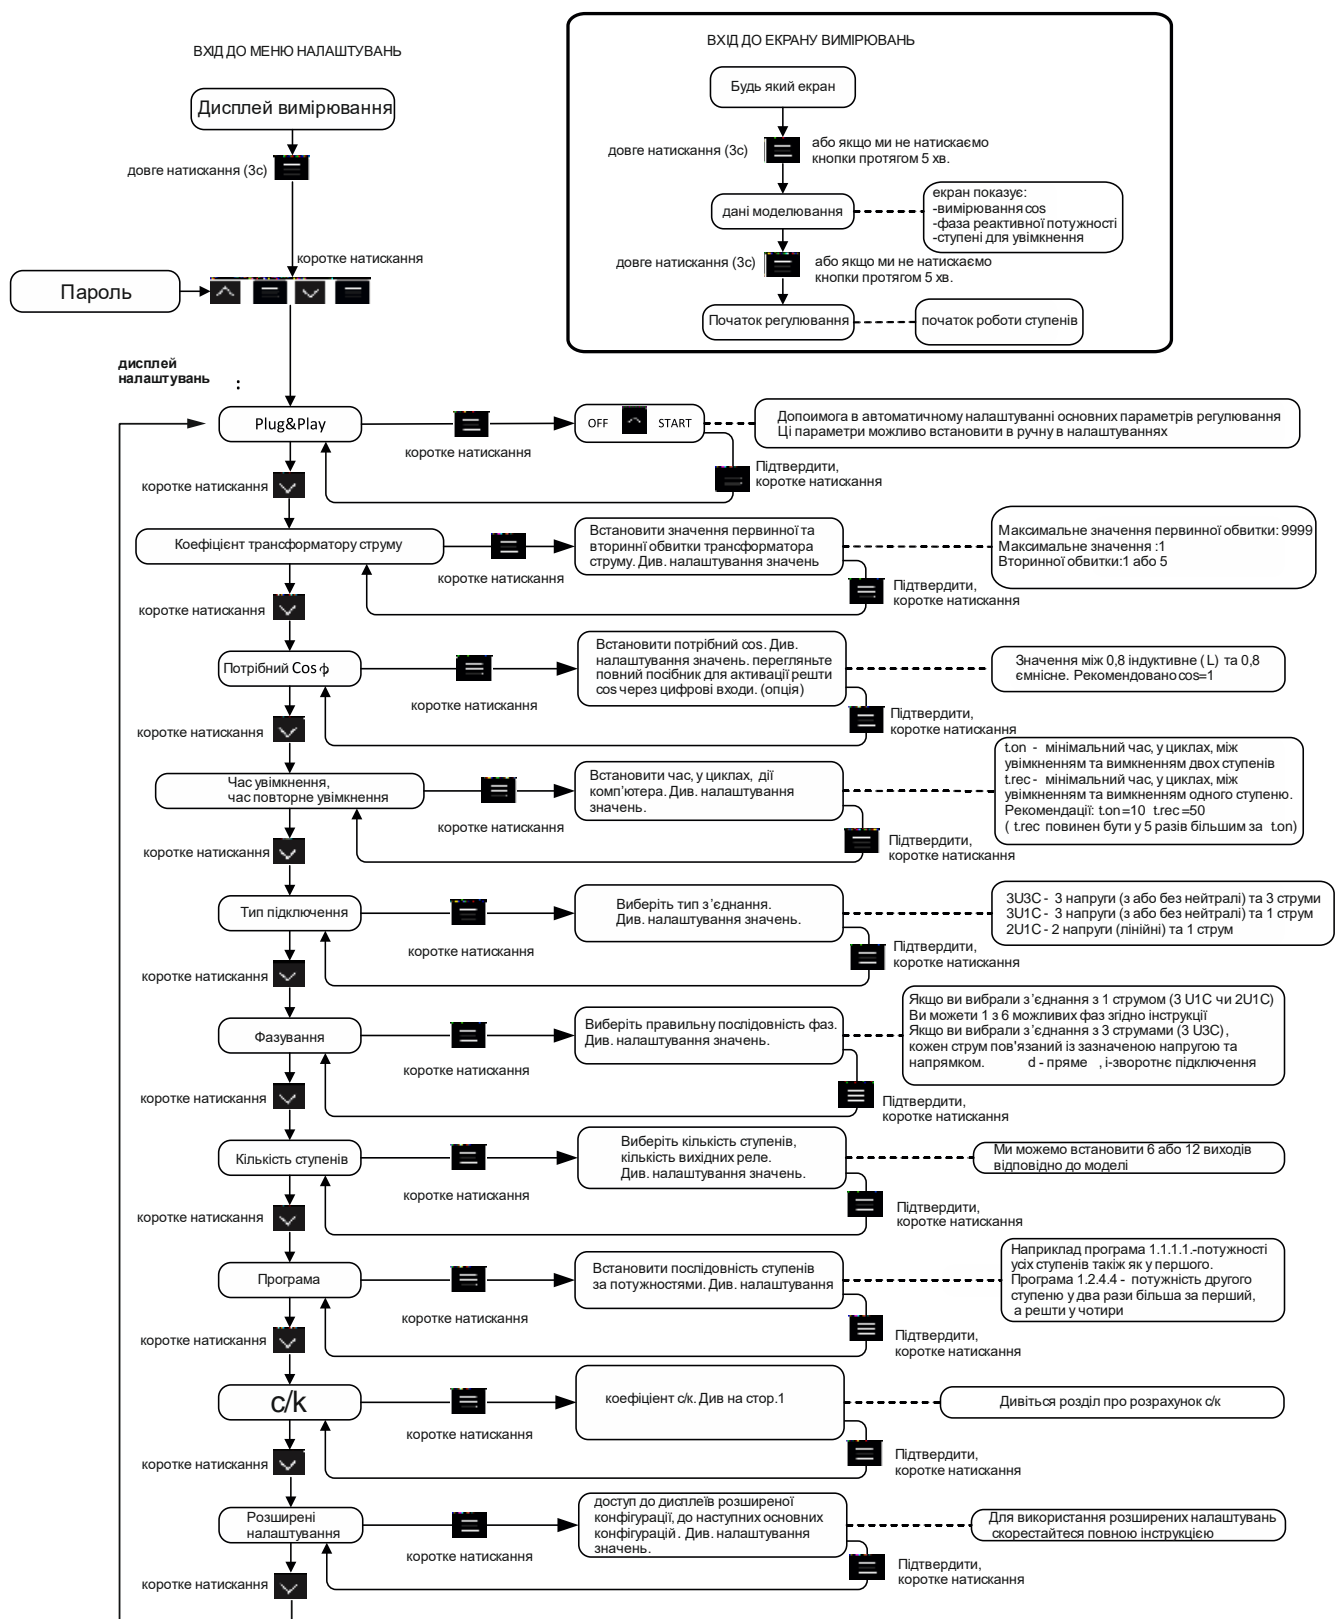 ВХІД ДО МЕНЮ НАЛАШТУВАНЬ
Дисплей вимірювання
довге натискання (3с)
коротке натискання
Пароль
ВХІД ДО ЕКРАНУ ВИМІРЮВАНЬ
Будь який екран
довге натискання (3с)
або якщо ми не натискаємо
кнопки протягом 5 хв.
дані моделювання
екран показує:
-вимірювання cos
-фаза реактивної потужності
-ступені для увімкнення
довге натискання (3с)
або якщо ми не натискаємо
кнопки протягом 5 хв.
Початок регулювання
початок роботи ступенів
дисплей
налаштувань :
Plug&Play
коротке натискання
OFF START
Допоимога в автоматичному налаштуванні основних параметрів регулювання
Ці параметри можливо встановити в ручну в налаштуваннях
Підтвердити,
коротке натискання
коротке натискання
Коефіцієнт трансформатору струму
коротке натискання
Встановити значення первинної та
вторинні обвитки трансформатора
струму. Див. налаштування значень
Максимальне значення первинної обвитки: 9999
Максимальне значення :1
Вторинної обвитки:1 або 5
Підтвердити,
коротке натискання
коротке натискання
Потрібний Cos ф
коротке натискання
Встановити потрібний cos. Див.
налаштування значень. перегляньте
повний посібник для активації решти
cos через цифрові входи. (опція)
Значення між 0,8 індуктивне ( L) та 0,8
ємнісне. Рекомендовано cos=1
Підтвердити,
коротке натискання
коротке натискання
Час увімкнення,
час повторне увімкнення
коротке натискання
Встановити час, у циклах, дії
комп’ютера. Див. налаштування
значень.
t.on - мінімальний час, у циклах, між
увімкненням та вимкненням двох ступенів
t.rec - мінімальний час, у циклах, між
увімкненням та вимкненням одного ступеню.
Рекомендації: t.on =10 t.rec =50
( t.rec повинен бути у 5 разів більшим за t.on)
Підтвердити,
коротке натискання
коротке натискання
Тип підключення
коротке натискання
Виберіть тип з’єднання.
Див. налаштування значень.
3U3C - 3 напруги (з або без нейтралі) та 3 струми
3U1C - 3 напруги (з або без нейтралі) та 1 струм
2U1C - 2 напруги (лінійні) та 1 струм
Підтвердити,
коротке натискання
коротке натискання
Фазування
коротке натискання
Виберіть правильну послідовність фаз.
Див. налаштування значень.
Якщо ви вибрали з’єднання з 1 струмом (3 U1C чи 2U1C)
Ви можети 1 з 6 можливих фаз згідно інструкції
Якщо ви вибрали з’єднання з 3 струмами (3 U3C) ,
кожен струм пов'язаний із зазначеною напругою та
напрямком. d - пряме , i-зворотнє підключення
Підтвердити,
коротке натискання
коротке натискання
Кількість ступенів
коротке натискання
Виберіть кількість ступенів,
кількість вихідних реле.
Див. налаштування значень.
Ми можемо встановити 6 або 12 виходів
відповідно до моделі
Підтвердити,
коротке натискання
коротке натискання
Програма
коротке натискання
Встановити послідовність ступенів
за потужностями. Див. налаштування
Наприклад програма 1.1.1.1.-потужності
усіх ступенів такіж як у першого.
Програма 1.2.4.4 - потужність другого
ступеню у два рази більша за перший,
а решти у чотири
Підтвердити,
коротке натискання
коротке натискання
c/k
коротке натискання
коефіцієнт с/к. Див на стор.1
Дивіться розділ про розрахунок с/к
Підтвердити,
коротке натискання
коротке натискання
Розширені
налаштування
коротке натискання
доступ до дисплеїв розширеної
конфігурації, до наступних основних
конфігурацій . Див. налаштування
значень.
Для використання розширених налаштувань
скорестайтеся повною інструкцією
Підтвердити,
коротке натискання
коротке натискання